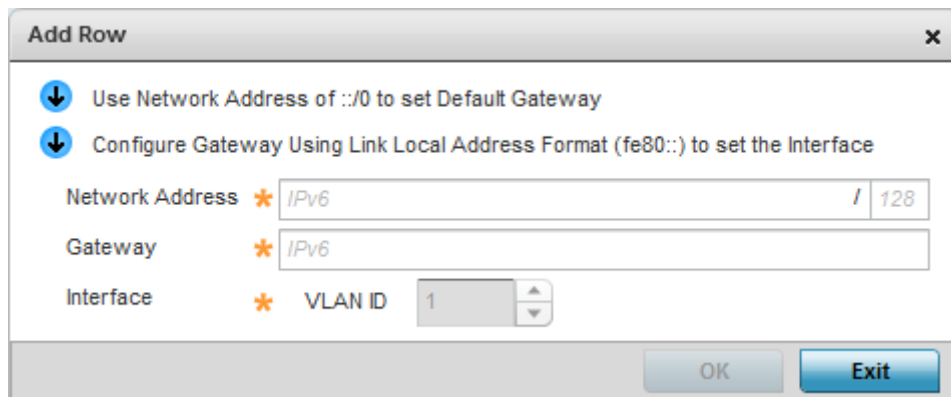 Add Row
Use Network Address of ::/0 to set Default Gateway
Configure Gateway Using Link Local Address Format (fe80::) to set the Interface
Network Address * IPv6 / 128
Gateway * IPv6
Interface * VLAN ID 1
OK Exit